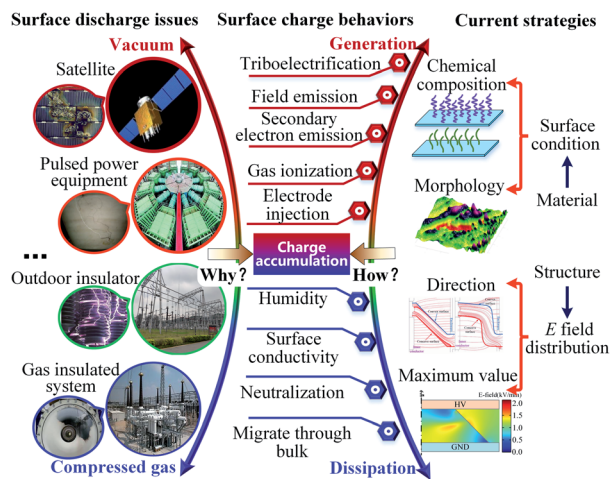 Surface discharge issues
Surface charge behaviors
Current strategies
Vacuum
Satellite
Pulsed power
equipment
...
Outdoor insulator
Gas insulated
system
Compressed gas
Generation
Triboelectrification
Field emission
Secondary
electron emission
Gas ionization
Electrode
injection
Why?
Charge
accumulation
How?
Humidity
Surface
conductivity
Neutralization
Migrate through
bulk
Dissipation
Chemical
composition
Morphology
Surface
condition
Material
Structure
E field
distribution
Direction
Maximum value
E-field(kV/mm)
HV
GND
2.0
1.5
1.0
0.5
0.0